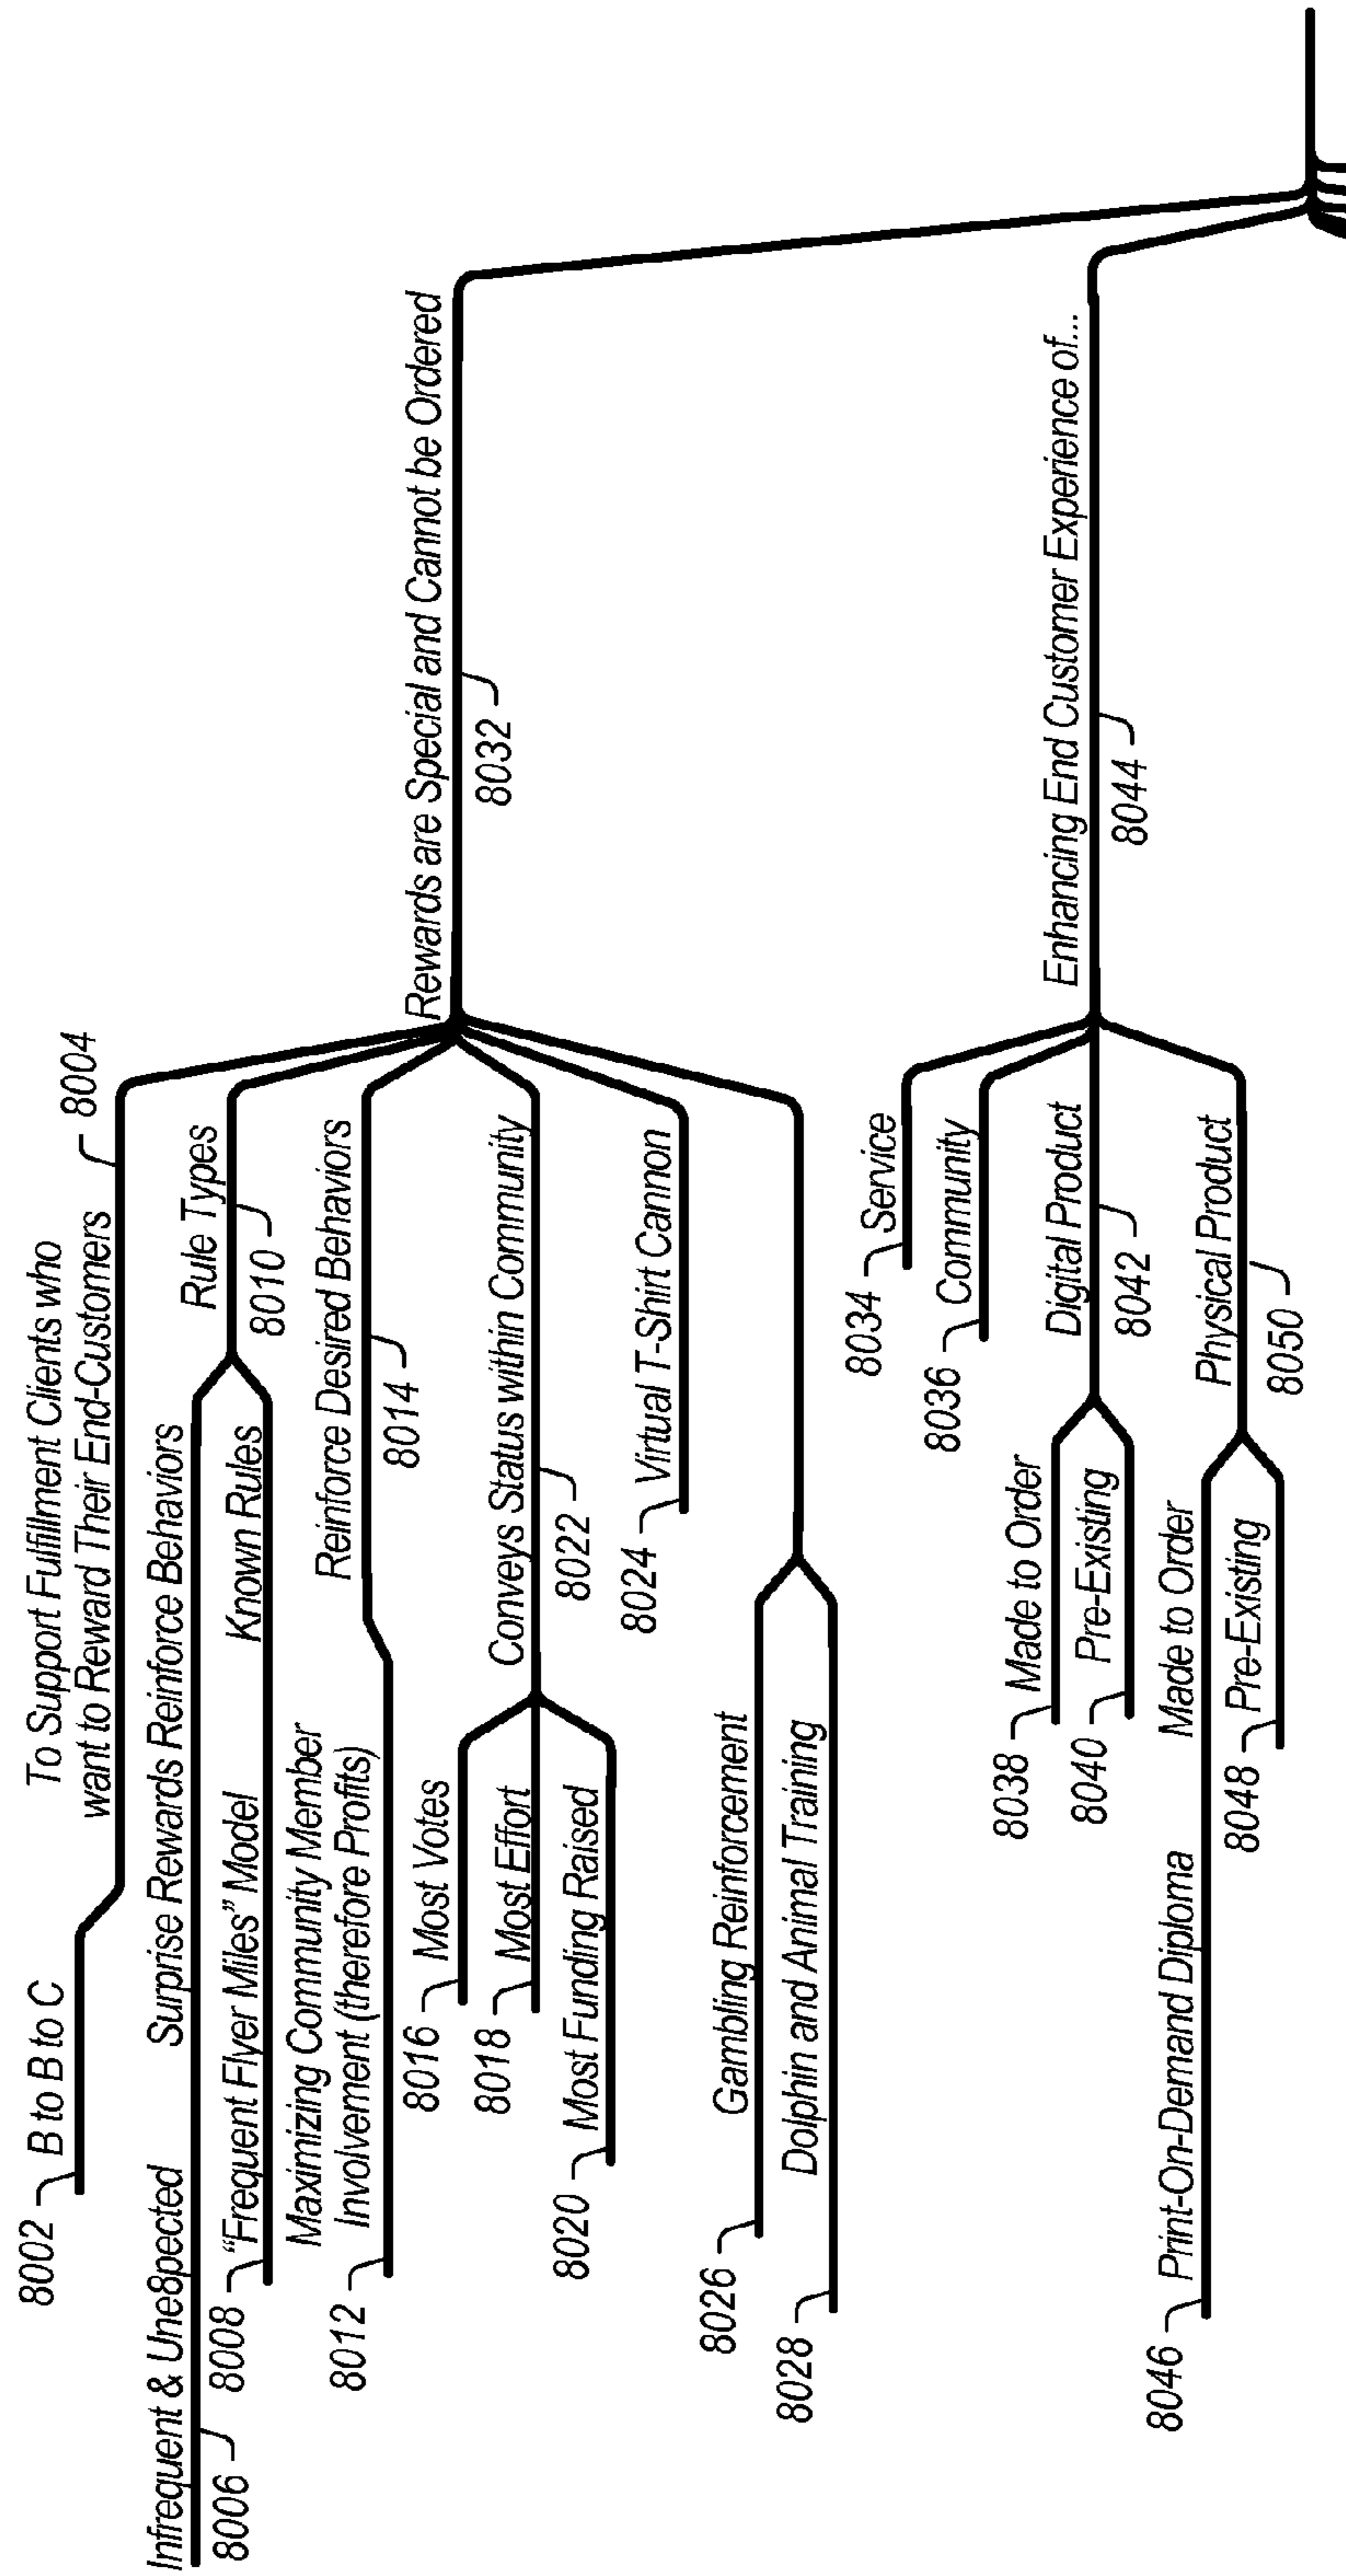 8002
B to B to C
To Support Fulfillment Clients who
want to Reward Their End-Customers
8004
Infrequent & Une8pected
Surprise Rewards Reinforce Behaviors
8006
Rule Types
8010
8008
"Frequent Flyer Miles" Model
Known Rules
Maximizing Community Member
Involvement (therefore Profits)
8012
Reinforce Desired Behaviors
8014
Rewards are Special and Cannot be Ordered
8032
8016
Most Votes
8018
Most Effort
8020
Most Funding Raised
Conveys Status within Community
8022
8024
Virtual T-Shirt Cannon
8026
Gambling Reinforcement
8028
Dolphin and Animal Training
8034
Service
8036
Community
8038
Made to Order
8040
Pre-Existing
Digital Product
8042
Enhancing End Customer Experience of...
8044
8046
Print-On-Demand Diploma
Made to Order
8048
Pre-Existing
Physical Product
8050